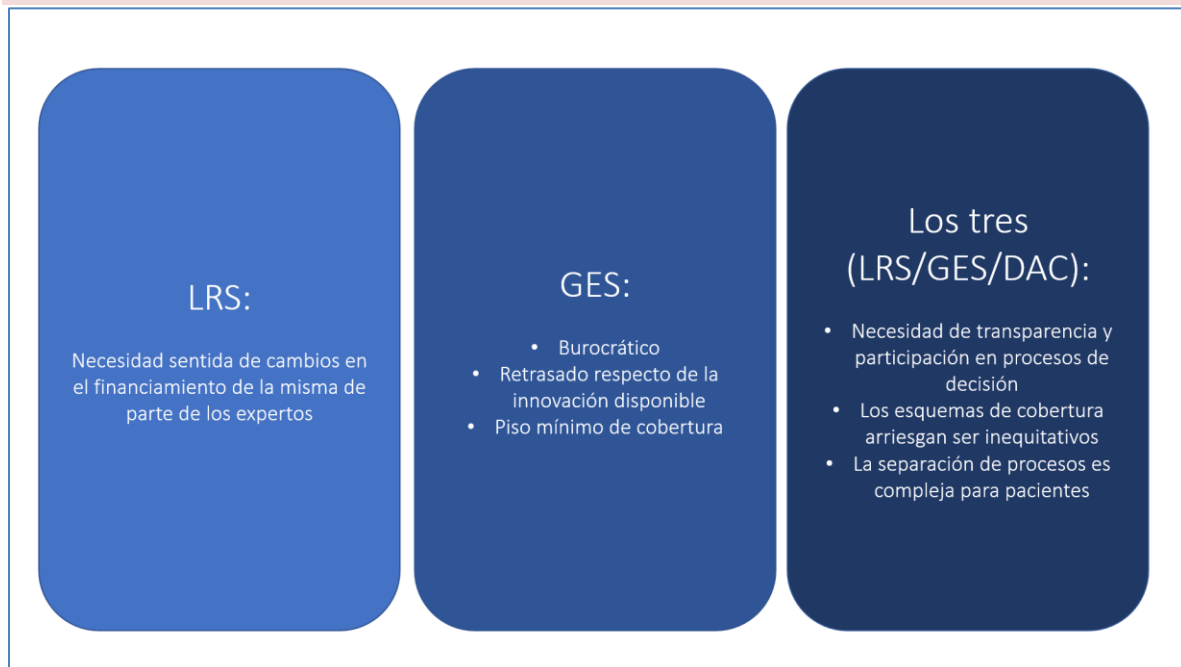 LRS:
Necesidad sentida de cambios en
el financiamiento de la misma de
parte de los expertos
GES:
• Burocrático
• Retrasado respecto de la
innovación disponible
• Piso mínimo de cobertura
Los tres
(LRS/GES/DAC):
• Necesidad de transparencia y
participación en procesos de
decisión
• Los esquemas de cobertura
arriesgan ser inequitativos
• La separación de procesos es
compleja para pacientes